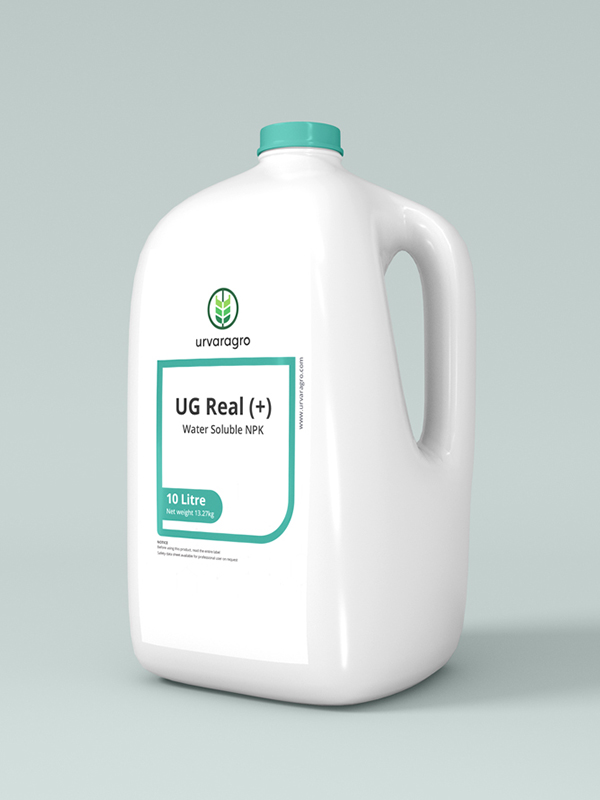 urvaragro
www.urvaragro.com
UG Real (+)
Water Soluble NPK
10 Litre
Net weight 13.27kg
NOTICE
Before using this product, read the entire label
Safety data sheet available for professional user on request